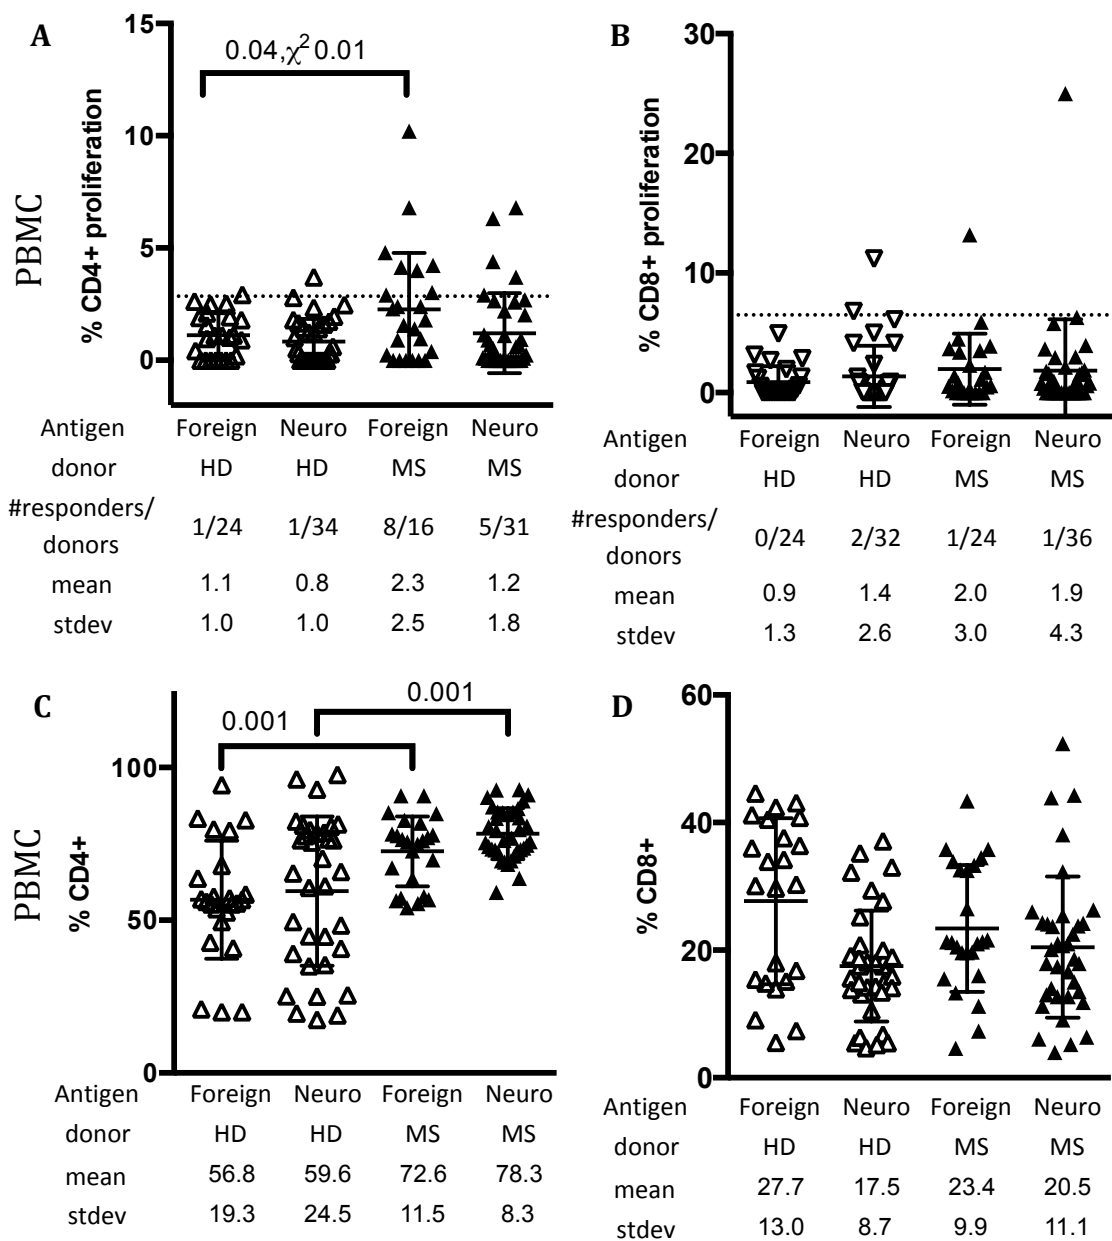 A
15
10
5
0
% CD4+ proliferation
PBMC
0.04,χ² 0.01
Antigen Foreign Neuro Foreign Neuro
donor HD HD MS MS
#responders/
donors 1/24 1/34 8/16 5/31
mean 1.1 0.8 2.3 1.2
stdev 1.0 1.0 2.5 1.8
B
30
20
10
0
% CD8+ proliferation
Antigen Foreign Neuro Foreign Neuro
donor HD HD MS MS
#responders/
donors 0/24 2/32 1/24 1/36
mean 0.9 1.4 2.0 1.9
stdev 1.3 2.6 3.0 4.3
C
100
50
0
% CD4+
PBMC
0.001
0.001
Antigen Foreign Neuro Foreign Neuro
donor HD HD MS MS
mean 56.8 59.6 72.6 78.3
stdev 19.3 24.5 11.5 8.3
D
60
40
20
0
% CD8+
Antigen Foreign Neuro Foreign Neuro
donor HD HD MS MS
mean 27.7 17.5 23.4 20.5
stdev 13.0 8.7 9.9 11.1